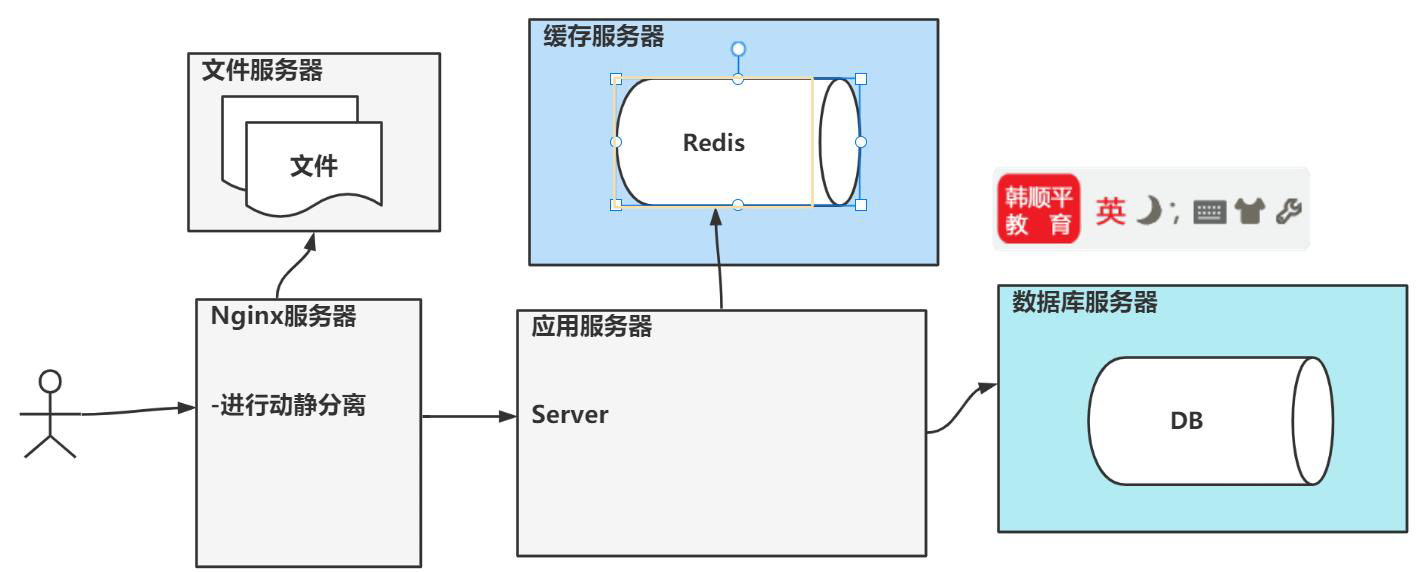 缓存服务器
文件服务器
Redis
文件
韩顺平
教 育
英
;
数据库服务器
Nginx服务器
应用服务器
-进行动静分离
Server
DB